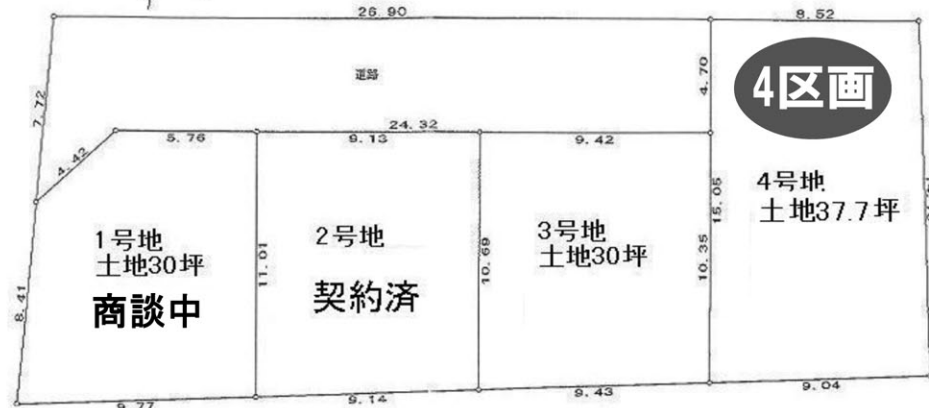 26.90
8.52
道路
4.70
4区画
7.72
4.42
5.76
24.32
9.13
9.42
15.05
4号地
土地37.7坪
1号地
土地30坪
商談中
2号地
契約済
3号地
土地30坪
8.41
11.01
10.69
10.35
9.77
9.14
9.43
9.04